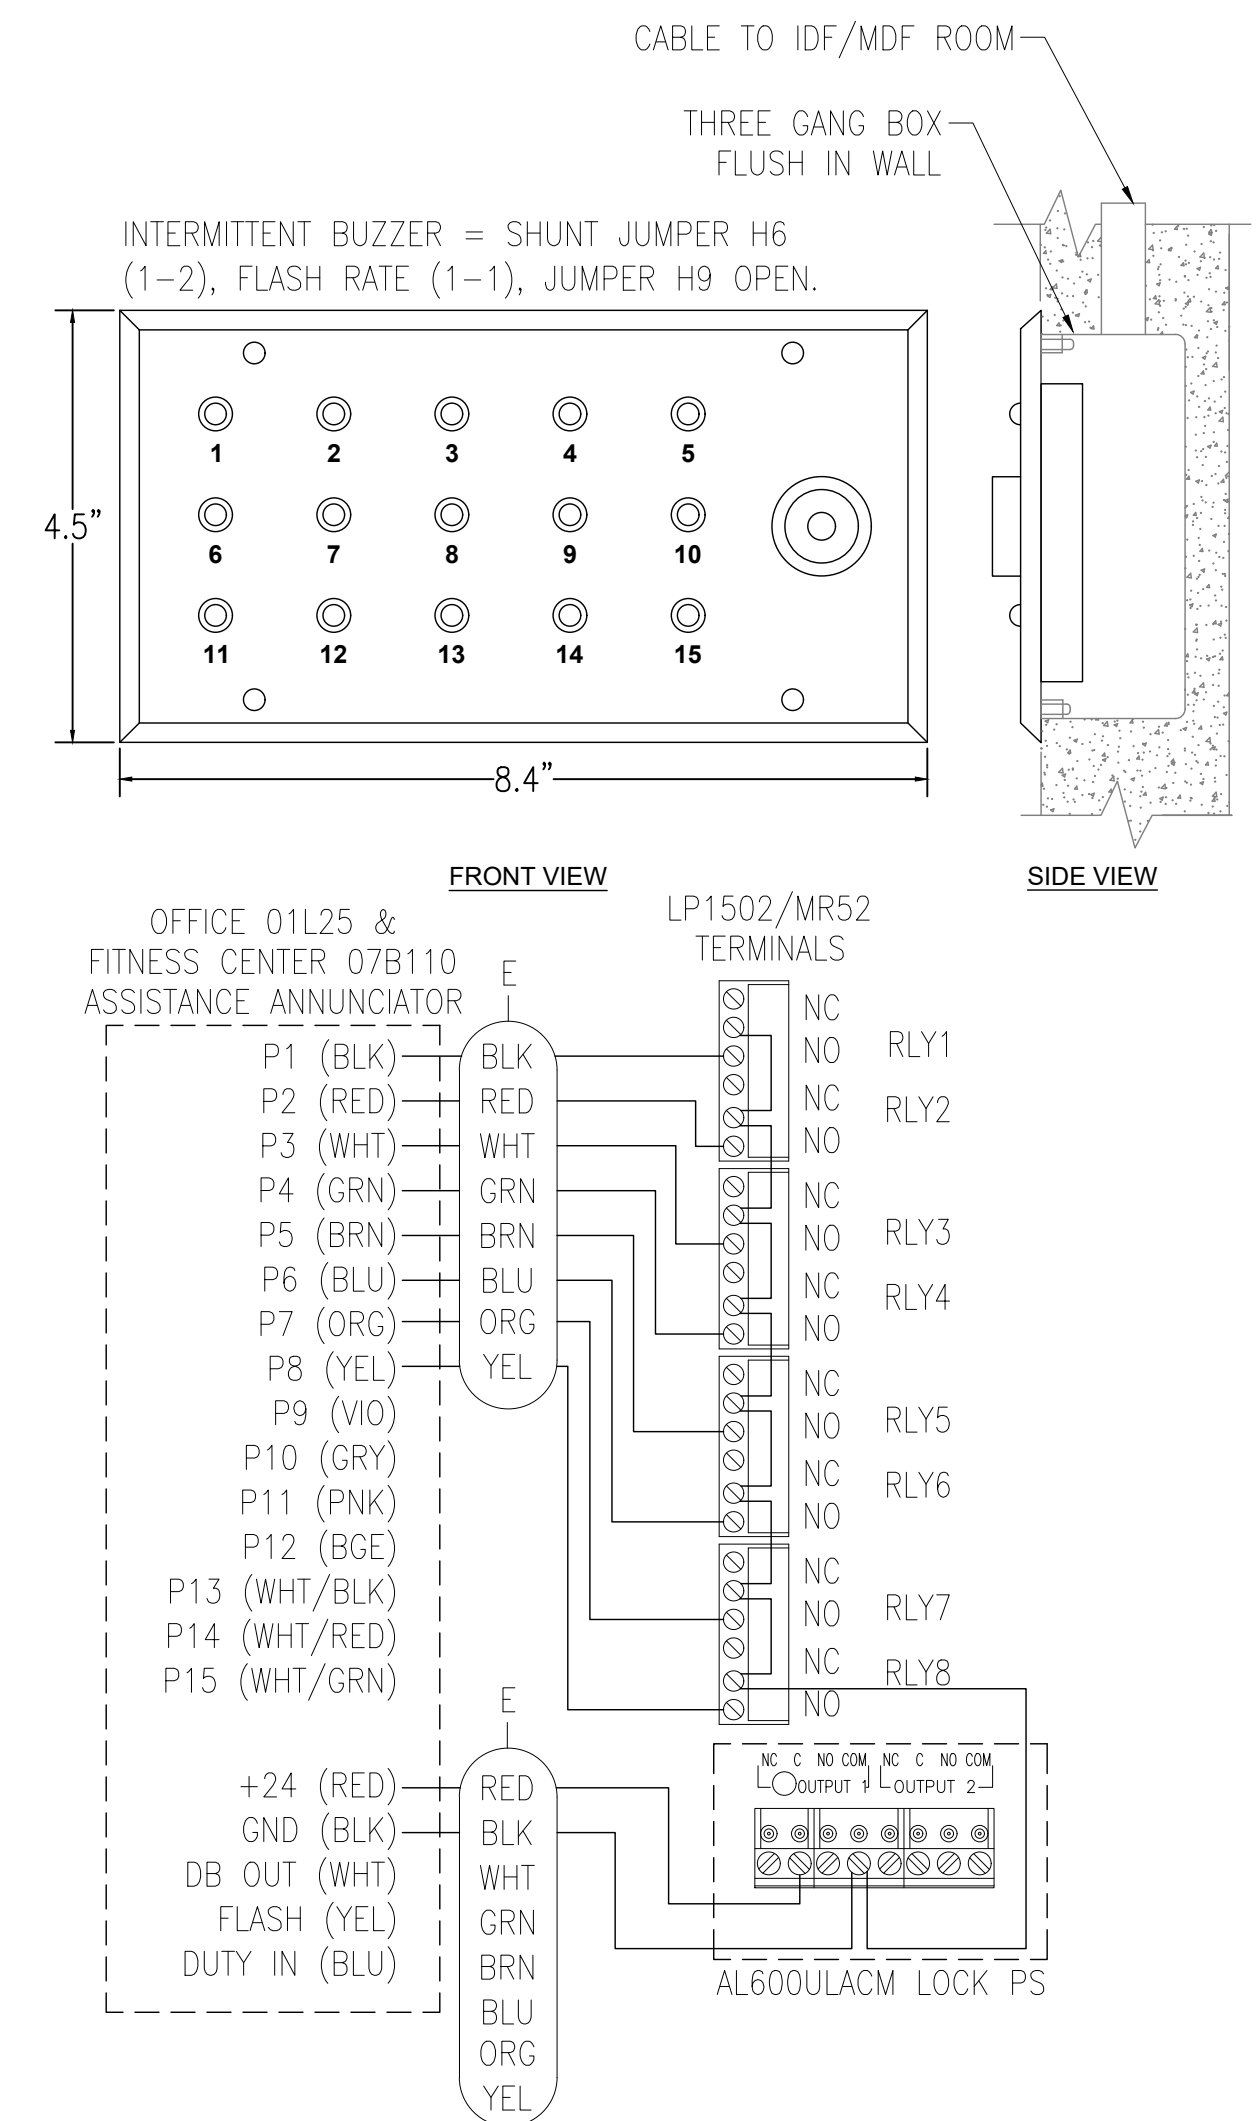 CABLE TO IDF/MDF ROOM
THREE GANG BOX
FLUSH IN WALL
INTERMITTENT BUZZER = SHUNT JUMPER H6
(1-2), FLASH RATE (1-1), JUMPER H9 OPEN.
1 2 3 4 5
4.5”
6 7 8 9 10
11 12 13 14 15
8.4”
FRONT VIEW
SIDE VIEW
OFFICE 01L25 &
FITNESS CENTER 07B110
ASSISTANCE ANNUNCIATOR
E
LP1502/MR52
TERMINALS
P1 (BLK)
P2 (RED)
P3 (WHT)
P4 (GRN)
P5 (BRN)
P6 (BLU)
P7 (ORG)
P8 (YEL)
P9 (VIO)
P10 (GRY)
P11 (PNK)
P12 (BGE)
P13 (WHT/BLK)
P14 (WHT/RED)
P15 (WHT/GRN)
+24 (RED)
GND (BLK)
DB OUT (WHT)
FLASH (YEL)
DUTY IN (BLU)
BLK
RED
WHT
GRN
BRN
BLU
ORG
YEL
E
RED
BLK
WHT
GRN
BRN
BLU
ORG
YEL
NC
NO
RLY1
NC
NO
RLY2
NC
NO
RLY3
NC
NO
RLY4
NC
NO
RLY5
NC
NO
RLY6
NC
NO
RLY7
NC
NO
RLY8
NC C NO COM NC C NO COM
OUTPUT 1 OUTPUT 2
AL600ULACM LOCK PS